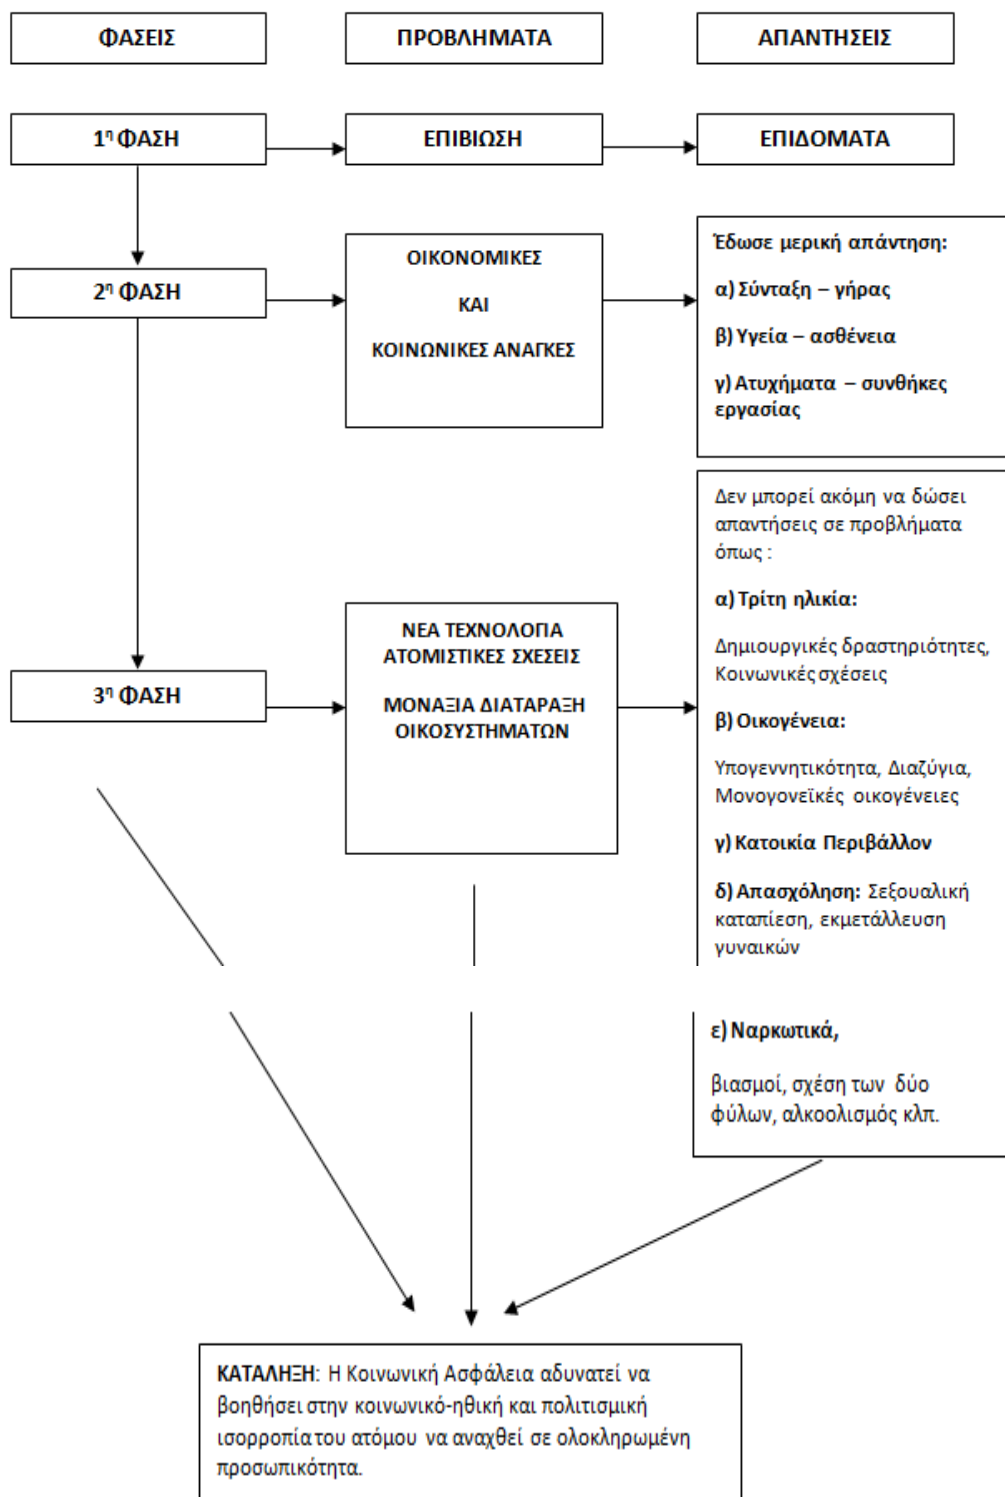 ΦΑΣΕΙΣ
ΠΡΟΒΛΗΜΑΤΑ
ΑΠΑΝΤΗΣΕΙΣ
1η ΦΑΣΗ
ΕΠΙΒΙΩΣΗ
ΕΠΙΔΟΜΑΤΑ
2η ΦΑΣΗ
ΟΙΚΟΝΟΜΙΚΕΣ
ΚΑΙ
ΚΟΙΝΩΝΙΚΕΣ ΑΝΑΓΚΕΣ
Έδωσε μερική απάντηση:
α) Σύνταξη – γήρας
β) Υγεία – ασθένεια
γ) Ατυχήματα – συνθήκες
εργασίας
3η ΦΑΣΗ
ΝΕΑ ΤΕΧΝΟΛΟΓΙΑ
ΑΤΟΜΙΣΤΙΚΕΣ ΣΧΕΣΕΙΣ
ΜΟΝΑΞΙΑ ΔΙΑΤΑΡΑΞΗ
ΟΙΚΟΣΥΣΤΗΜΑΤΩΝ
Δεν μπορεί ακόμη να δώσει
απαντήσεις σε προβλήματα
όπως :
α) Τρίτη ηλικία:
Δημιουργικές δραστηριότητες,
Κοινωνικές σχέσεις
β) Οικογένεια:
Υπογεννητικότητα, Διαζύγια,
Μονογονεϊκές οικογένειες
γ) Κατοικία Περιβάλλον
δ) Απασχόληση: Σεξουαλική
καταπίεση, εκμετάλλευση
γυναικών
ε) Ναρκωτικά,
βιασμοί, σχέση των δύο
φύλων, αλκοολισμός κλπ.
ΚΑΤΑΛΗΞΗ: Η Κοινωνική Ασφάλεια αδυνατεί να
βοηθήσει στην κοινωνικό-ηθική και πολιτισμική
ισορροπία του ατόμου να αναχθεί σε ολοκληρωμένη
προσωπικότητα.